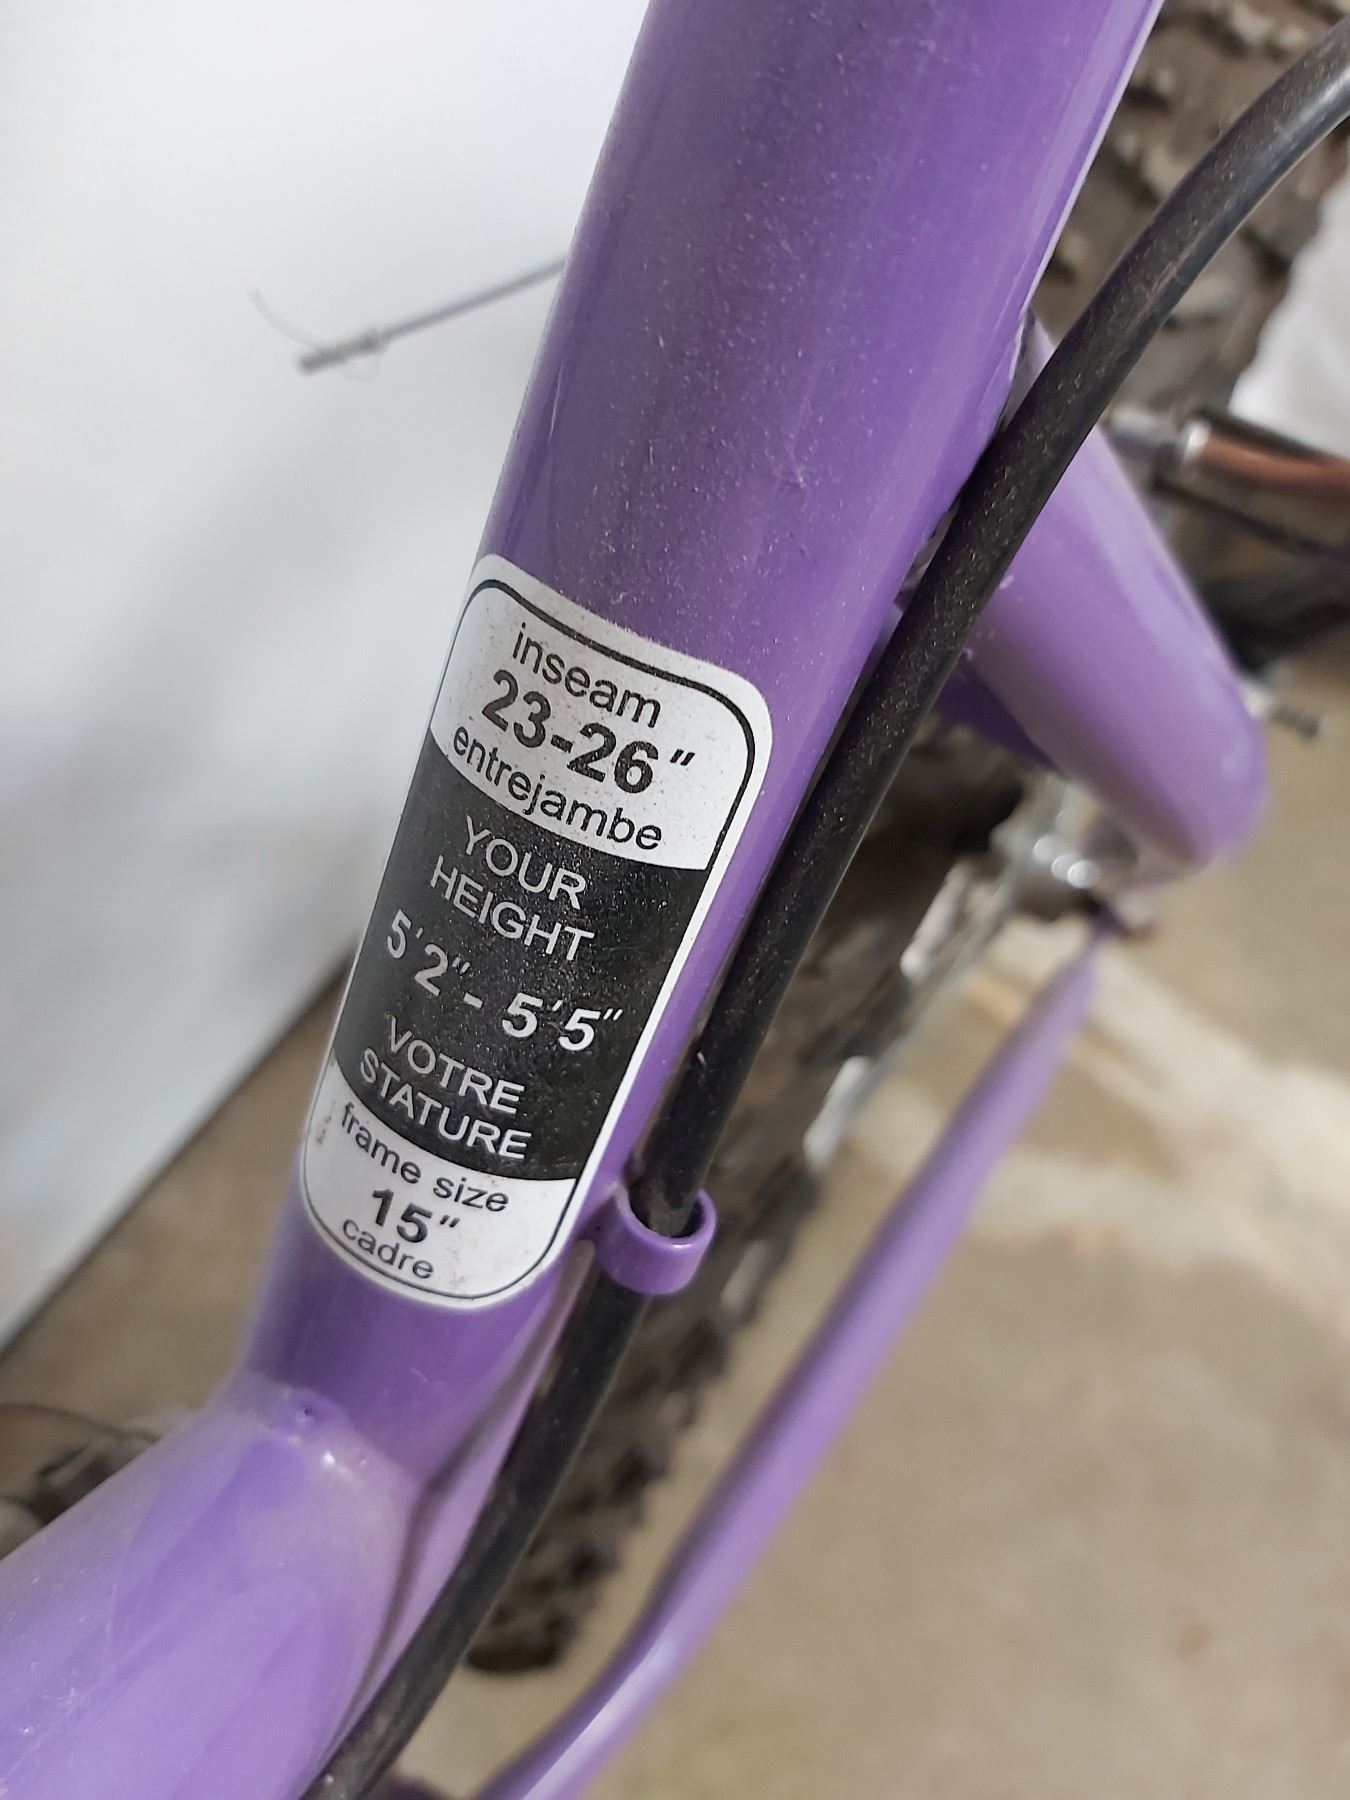 inseam
23-26"
entrejambe
YOUR
HEIGHT
5'2" - 5'5"
VOTRE
STATURE
frame size
15"
cadre